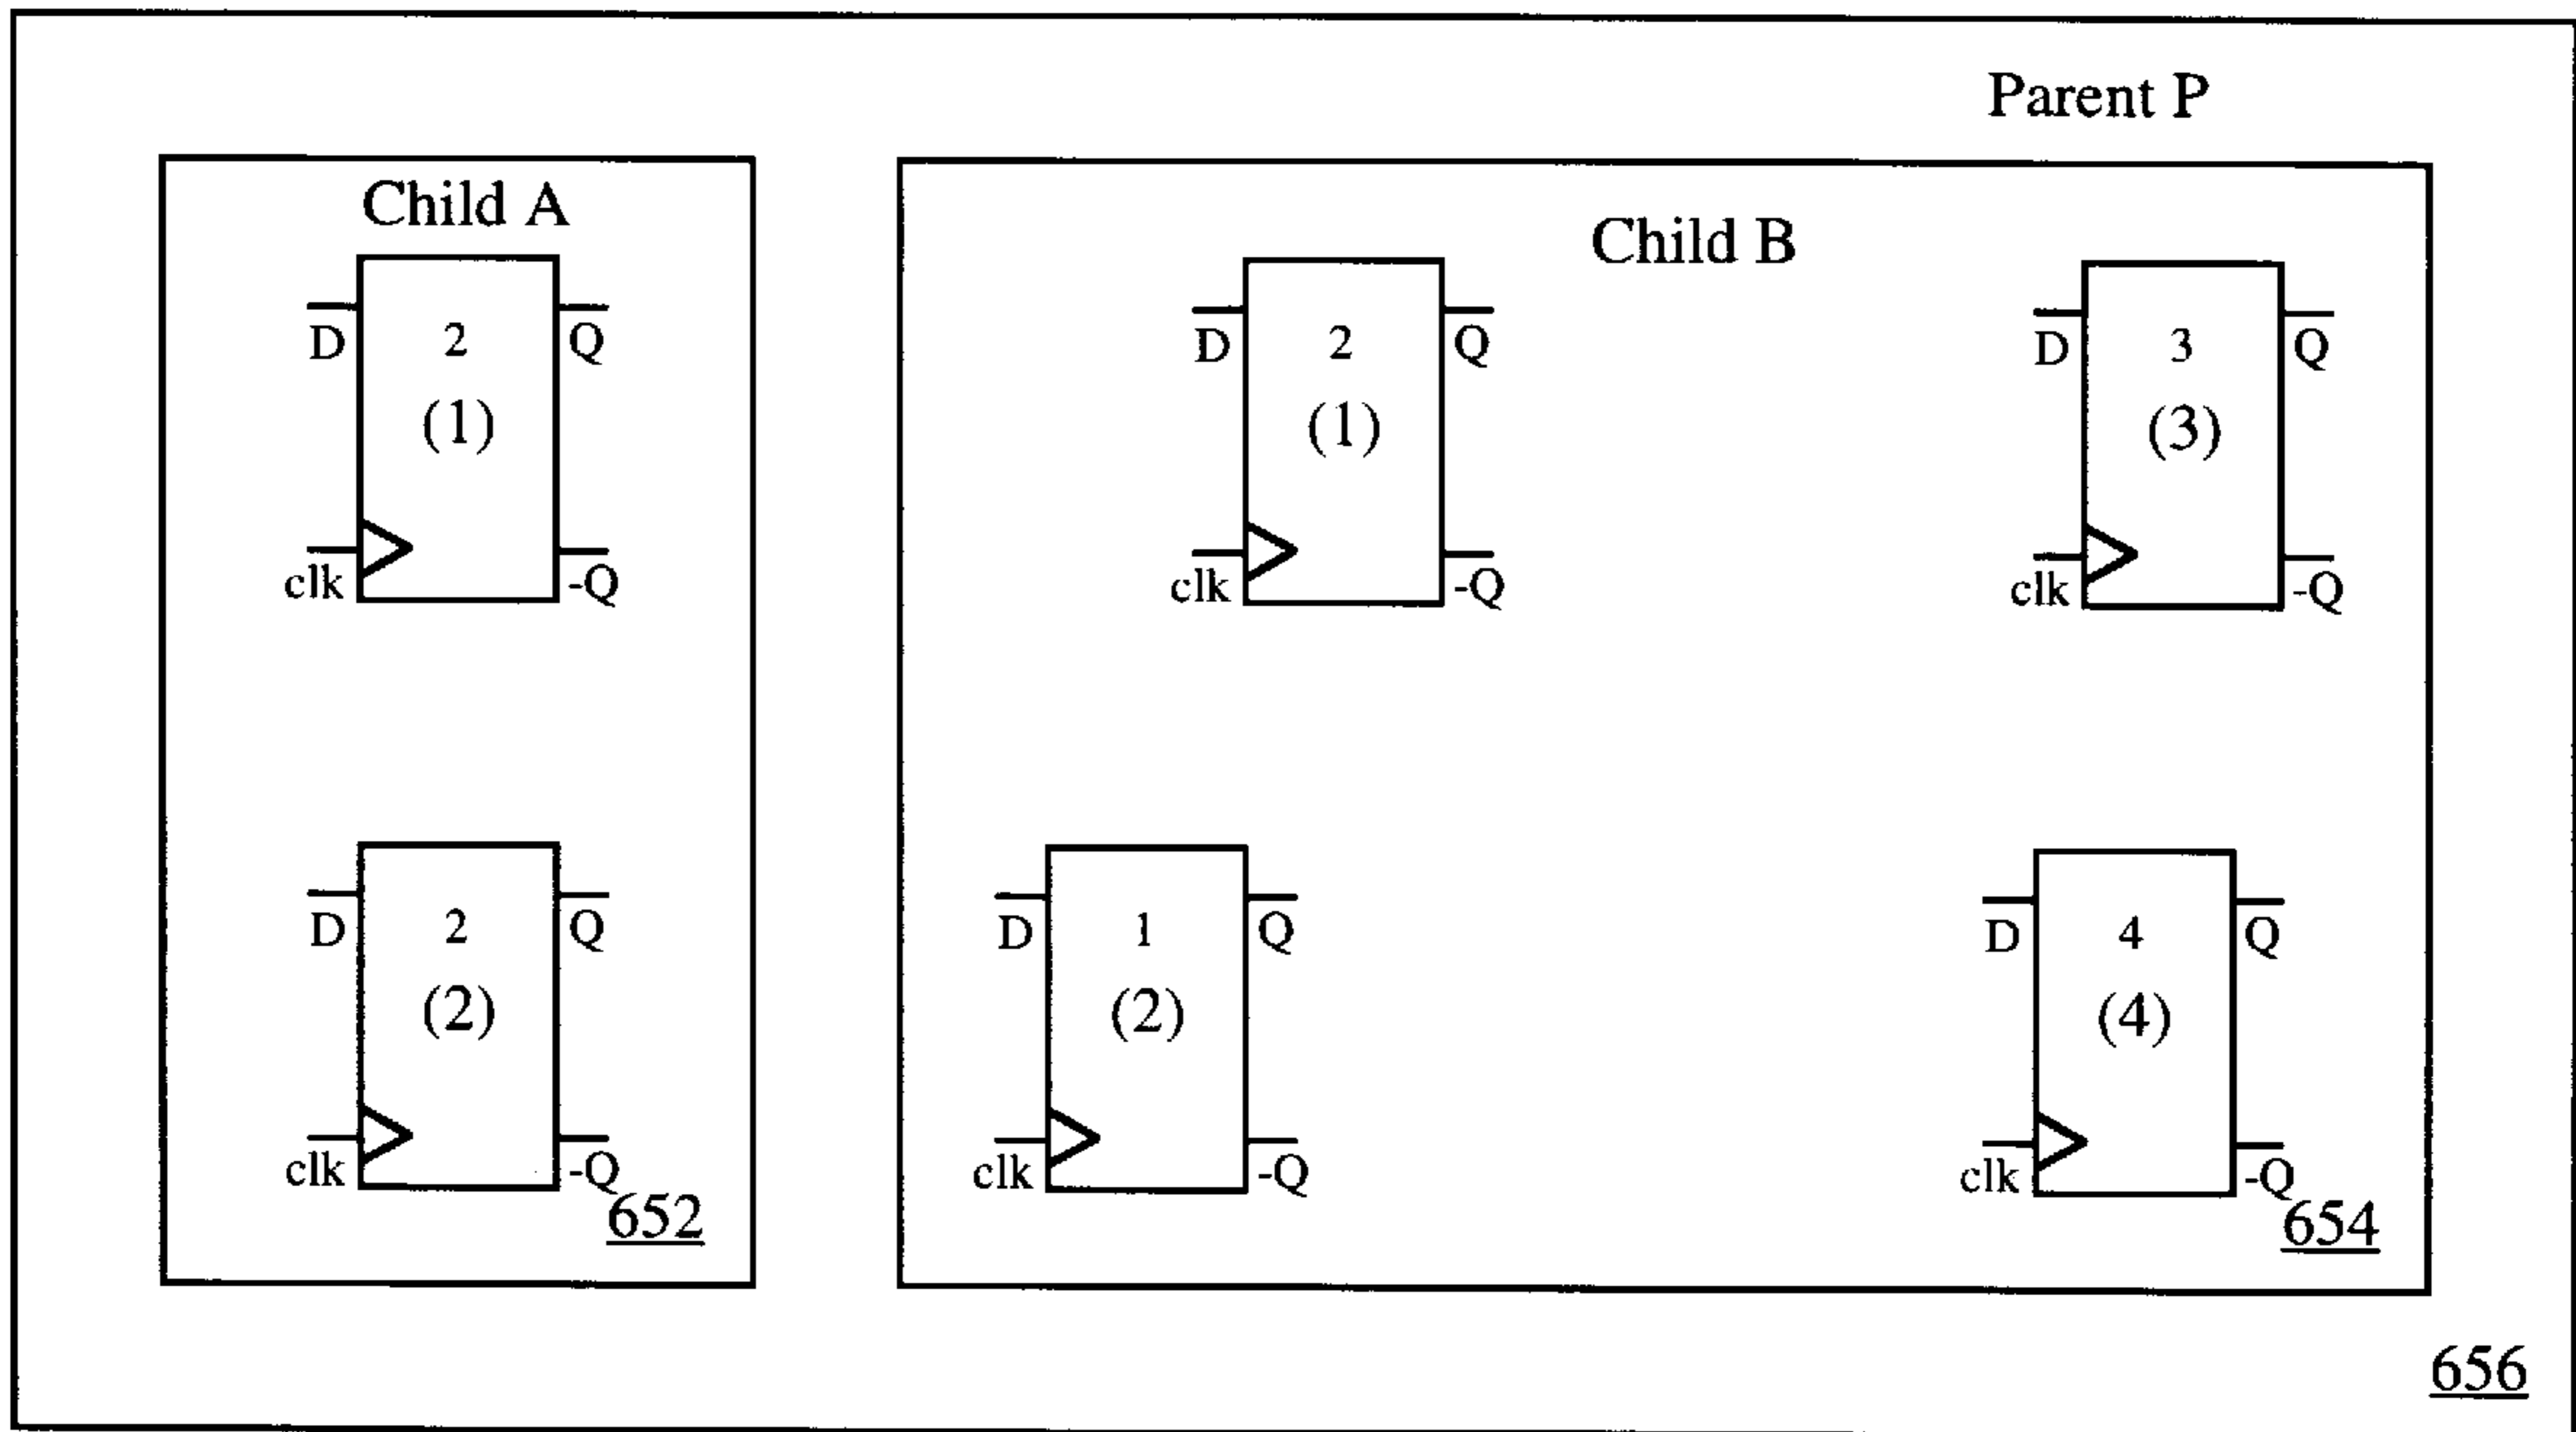 Parent P
Child A
D 2 Q
(1)
clk -Q
D 2 Q
(2)
clk -Q
652
Child B
D 2 Q
(1)
clk -Q
D 3 Q
(3)
clk -Q
D 1 Q
(2)
clk -Q
D 4 Q
(4)
clk -Q
654
656